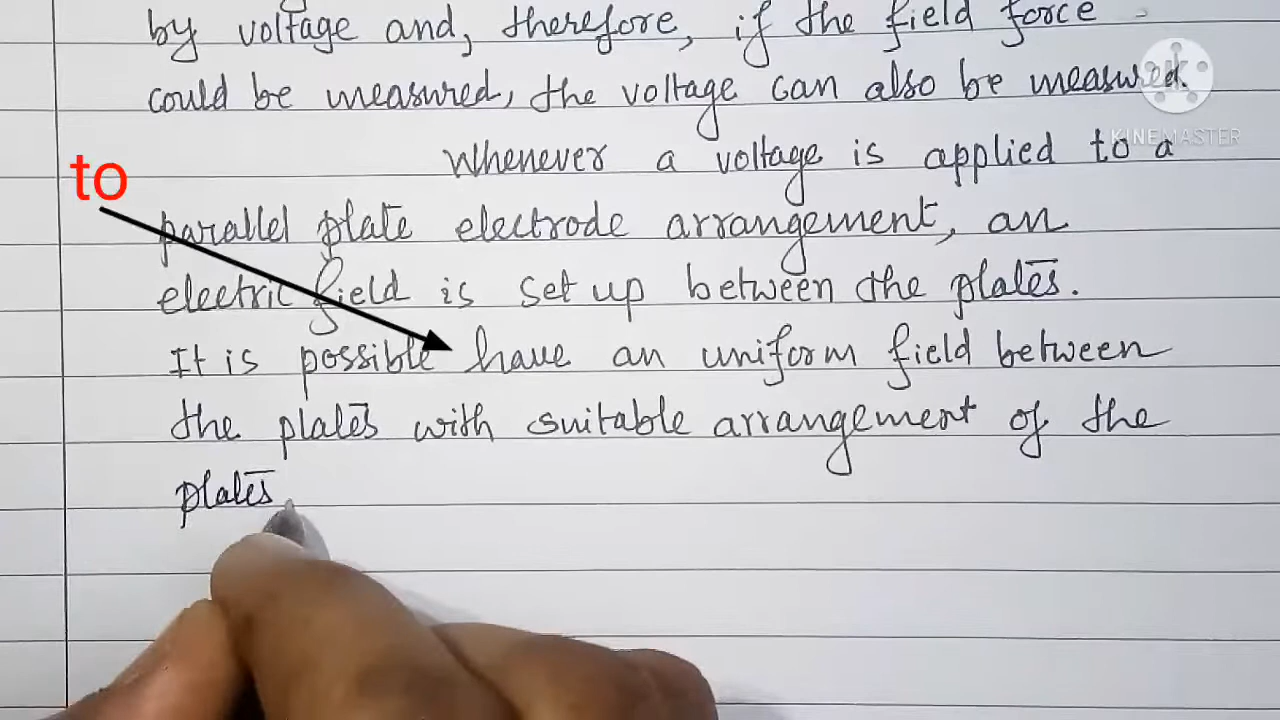 by voltage and, therefore, if the field force
could be measured, the voltage can also be measured.
KINEMASTER
Whenever a voltage is applied to a
to
parallel plate electrode arrangement, an
electric field is set up between the plates.
It is possible have an uniform field between
the plates with suitable arrangement of the
plates